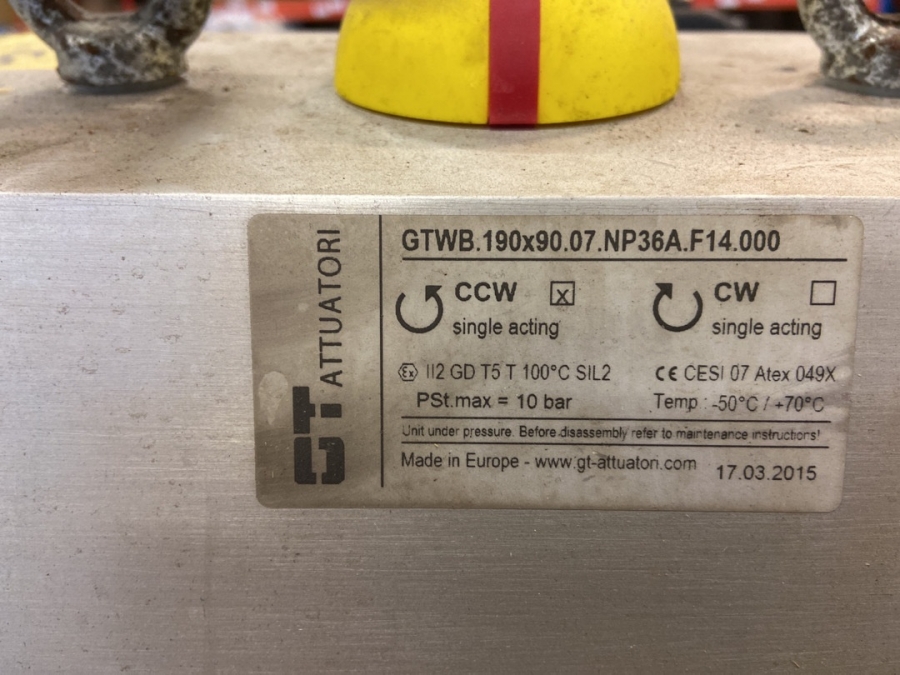 GT ATTUATORI
GTWB.190x90.07.NP36A.F14.000
CCW X CW
single acting single acting
Ex II2 GD T5 T 100°C SIL2 CE CESI 07 Atex 049X
PSt.max = 10 bar Temp : -50°C / +70°C
Unit under pressure. Before disassembly refer to maintenance instructions!
Made in Europe - www.gt-attuatori.com 17.03.2015